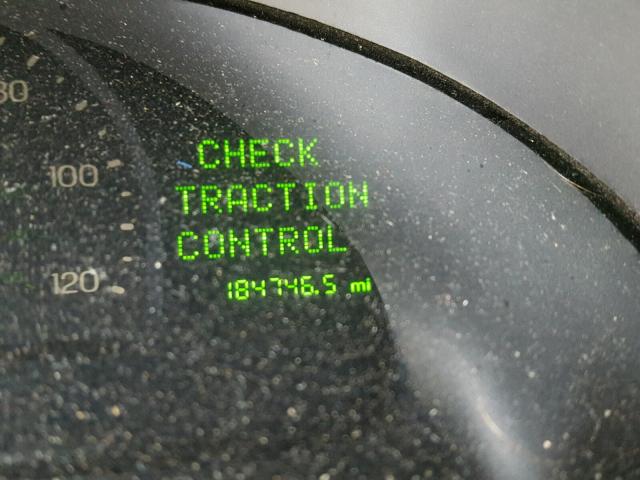 80
100
120
CHECK
TRACTION
CONTROL
184746.5 mi